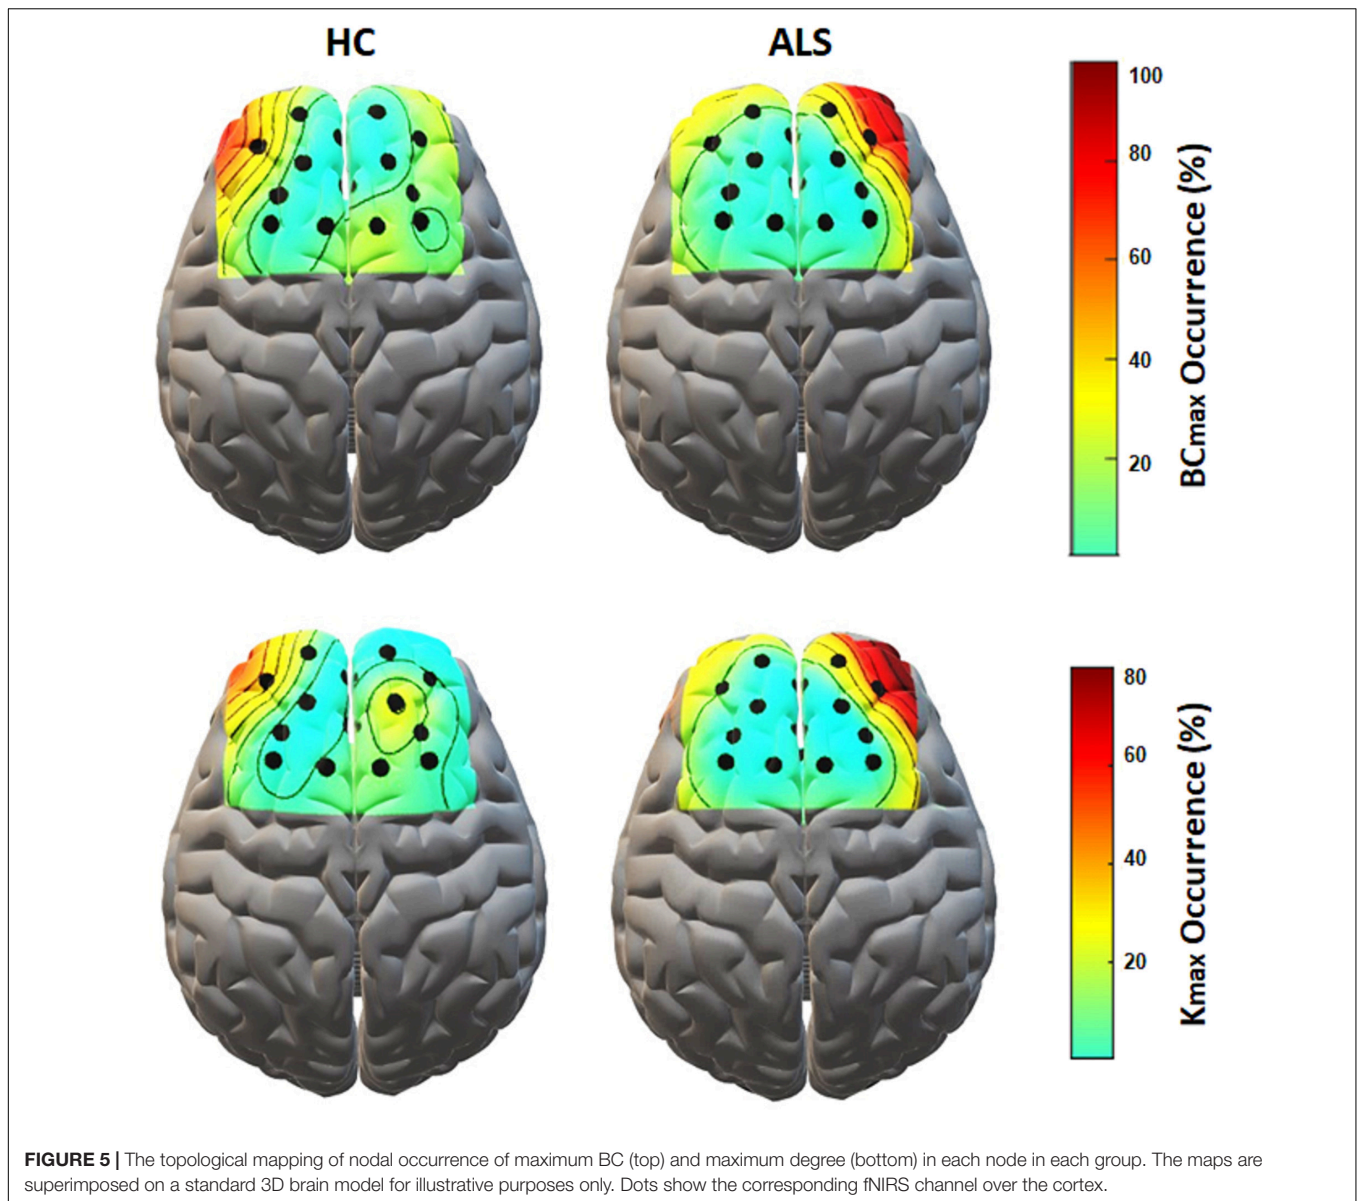 HC
ALS
100
80
60
40
20
BCmax Occurrence (%)
80
60
40
20
Kmax Occurrence (%)
FIGURE 5 | The topological mapping of nodal occurrence of maximum BC (top) and maximum degree (bottom) in each node in each group. The maps are
superimposed on a standard 3D brain model for illustrative purposes only. Dots show the corresponding fNIRS channel over the cortex.